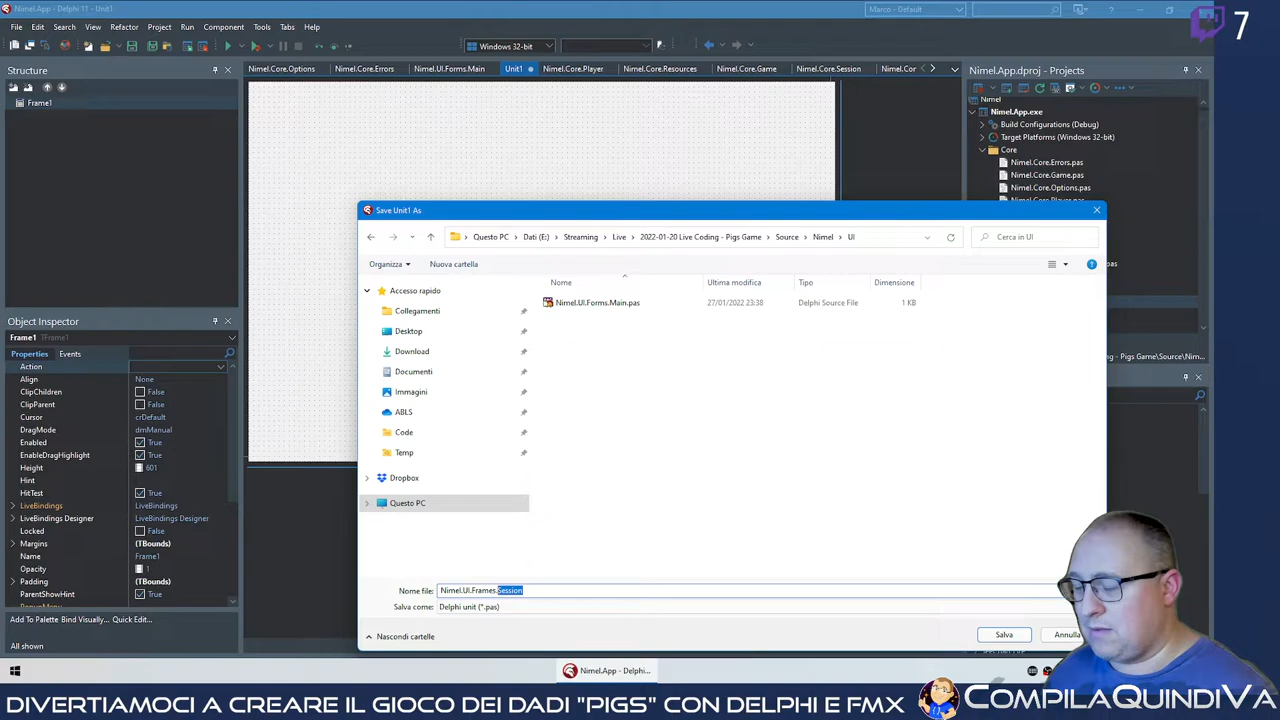 Nimel.App - Delphi 11 - Unit1
Marco - Default
7
File Edit Search View Refactor Project Run Component Tools Tabs Help
Windows 32-bit
Structure
Nimel.Core.Options Nimel.Core.Errors Nimel.UI.Forms.Main Unit1 Nimel.Core.Player Nimel.Core.Resources Nimel.Core.Game Nimel.Core.Session Nimel.Cor
Nimel.App.dproj - Projects
Frame1
Nimel
Nimel.App.exe
Build Configurations (Debug)
Target Platforms (Windows 32-bit)
Core
Nimel.Core.Errors.pas
Nimel.Core.Game.pas
Nimel.Core.Options.pas
Save Unit1 As
Questo PC Dati (E:) Streaming Live 2022-01-20 Live Coding - Pigs Game Source Nimel UI
Cerca in UI
Organizza Nuova cartella
as
Nome Ultima modifica Tipo Dimensione
Accesso rapido
Nimel.UI.Forms.Main.pas 27/01/2022 23:38 Delphi Source File 1 KB
Collegamenti
Desktop
Download
Documenti
Immagini
ABLS
Code
Temp
Dropbox
Questo PC
- Pigs Game\Source\Nim...
Object Inspector
Frame1 TFrame1
Properties Events
Action
Align None
ClipChildren False
ClipParent False
Cursor crDefault
DragMode dmManual
Enabled True
EnableDragHighlight True
Height 601
Hint
HitTest True
LiveBindings LiveBindings
LiveBindings Designer LiveBindings Designer
Locked False
Margins (TBounds)
Name Frame1
Opacity 1
Padding (TBounds)
ParentShowHint True
Add To Palette Bind Visually... Quick Edit...
All shown
Nome file: Nimel.UI.Frames.Session
Salva come: Delphi unit (*.pas)
Nascondi cartelle
Salva Annulla
Nimel.App - Delphi...
DIVERTIAMOCI A CREARE IL GIOCO DEI DADI "PIGS" CON DELPHI E FMX
COMPILAQUINDIVA